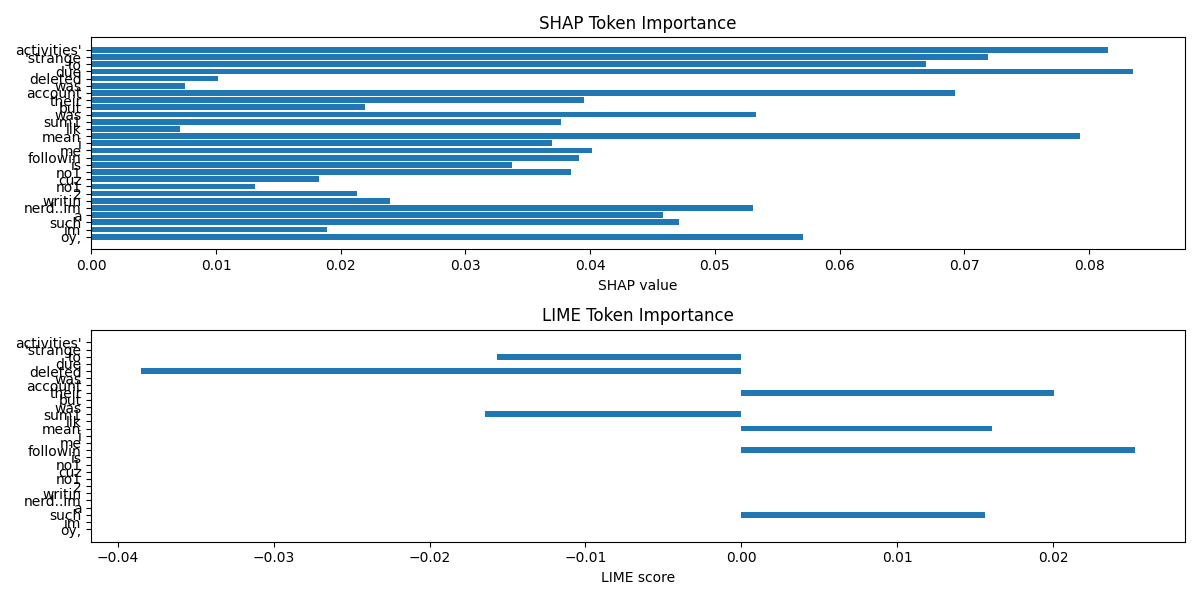 SHAP Token Importance
activities'
'strange
to
due
deleted
was
account
their
but
was
sum1
lik
mean
i
me
followin
is
no1
cuz
no1
2
writin
nerd..im
a
such
im
oy,
0.00 0.01 0.02 0.03 0.04 0.05 0.06 0.07 0.08
SHAP value
LIME Token Importance
activities'
'strange
to
due
deleted
was
account
their
but
was
sum1
lik
mean
i
me
followin
is
no1
cuz
no1
2
writin
nerd..im
a
such
im
oy,
−0.04 −0.03 −0.02 −0.01 0.00 0.01 0.02
LIME score